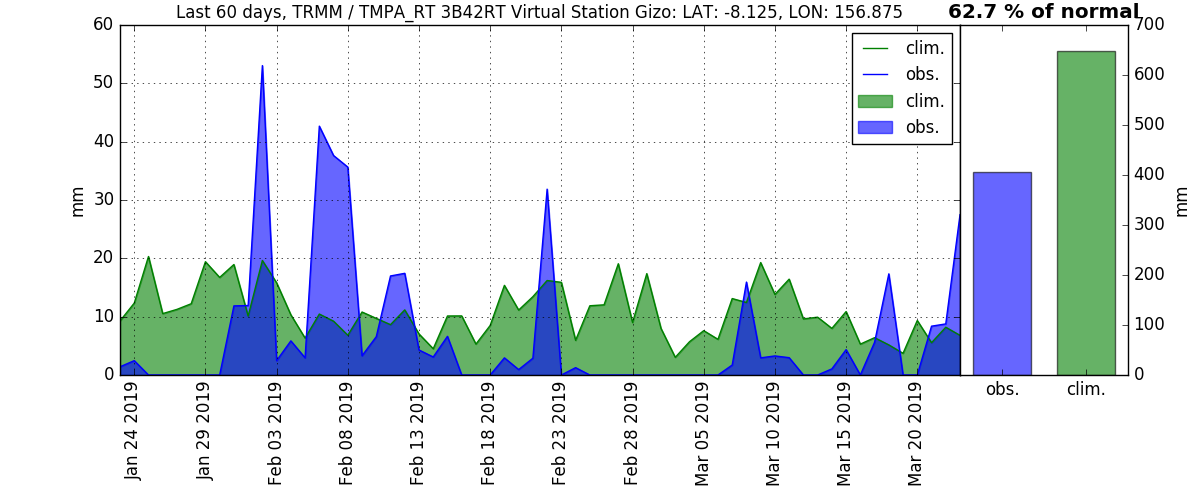 Last 60 days, TRMM / TMPA_RT 3B42RT Virtual Station Gizo: LAT: -8.125, LON: 156.875
62.7 % of normal
60
50
40
30
20
10
0
mm
clim.
obs.
clim.
obs.
700
600
500
400
300
200
100
0
mm
obs.
clim.
Jan 24 2019
Jan 29 2019
Feb 03 2019
Feb 08 2019
Feb 13 2019
Feb 18 2019
Feb 23 2019
Feb 28 2019
Mar 05 2019
Mar 10 2019
Mar 15 2019
Mar 20 2019